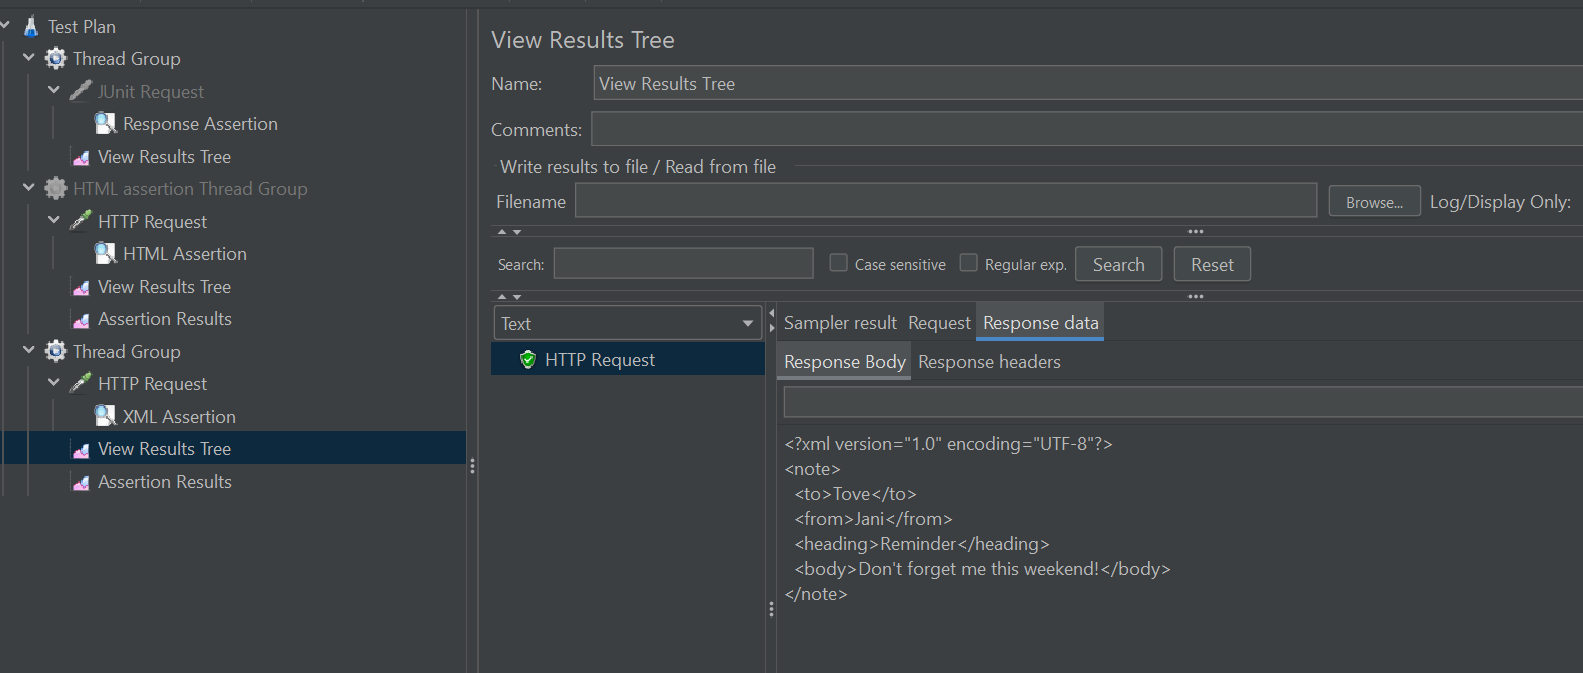 Test Plan
Thread Group
JUnit Request
Response Assertion
View Results Tree
HTML assertion Thread Group
HTTP Request
HTML Assertion
View Results Tree
Assertion Results
Thread Group
HTTP Request
XML Assertion
View Results Tree
Assertion Results
View Results Tree
Name: View Results Tree
Comments:
Write results to file / Read from file
Filename Browse... Log/Display Only:
Search: Case sensitive Regular exp. Search Reset
Text
HTTP Request
Sampler result Request Response data
Response Body Response headers
<?xml version="1.0" encoding="UTF-8"?>
<note>
  <to>Tove</to>
  <from>Jani</from>
  <heading>Reminder</heading>
  <body>Don't forget me this weekend!</body>
</note>